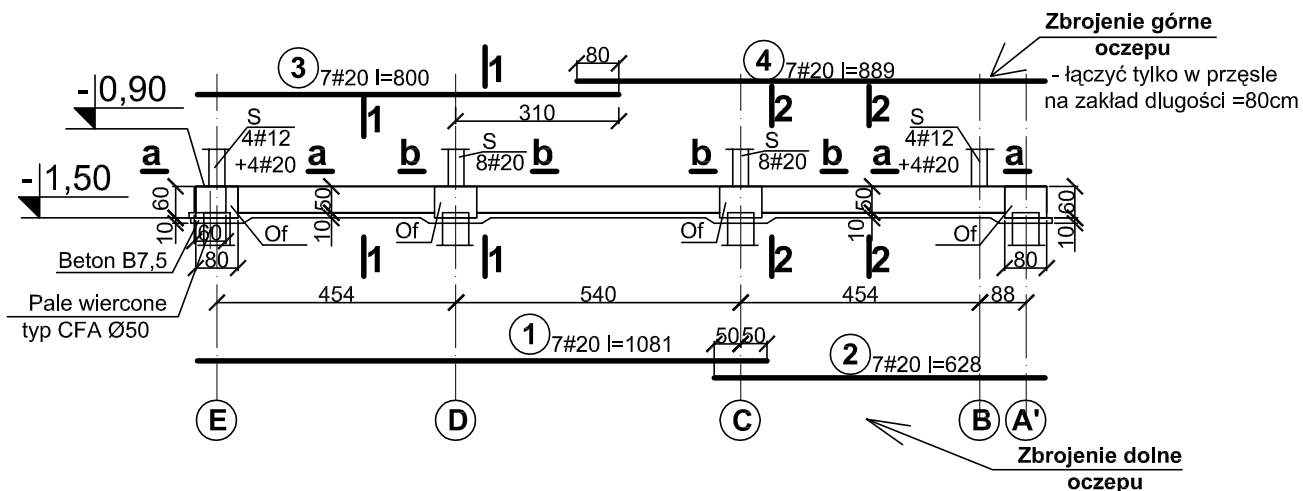 Zbrojenie górne
oczepu
- łączyć tylko w przęsle
na zakład dlugości =80cm
80
3 7#20 l=800
1
4 7#20 l=889
- 0,90
1
310
2
2
S
4#12
+4#20
S
8#20
S
8#20
S
4#12
+4#20
a
a
b
b
b
b
a
a
- 1,50
60
10
50
10
50
10
60
10
60
Of
Of
Of
Of
Beton B7,5
80
1
1
2
2
80
Pale wiercone
typ CFA Ø50
454
540
454
88
1 7#20 l=1081
50
50
2 7#20 l=628
E
D
C
B
A'
Zbrojenie dolne
oczepu